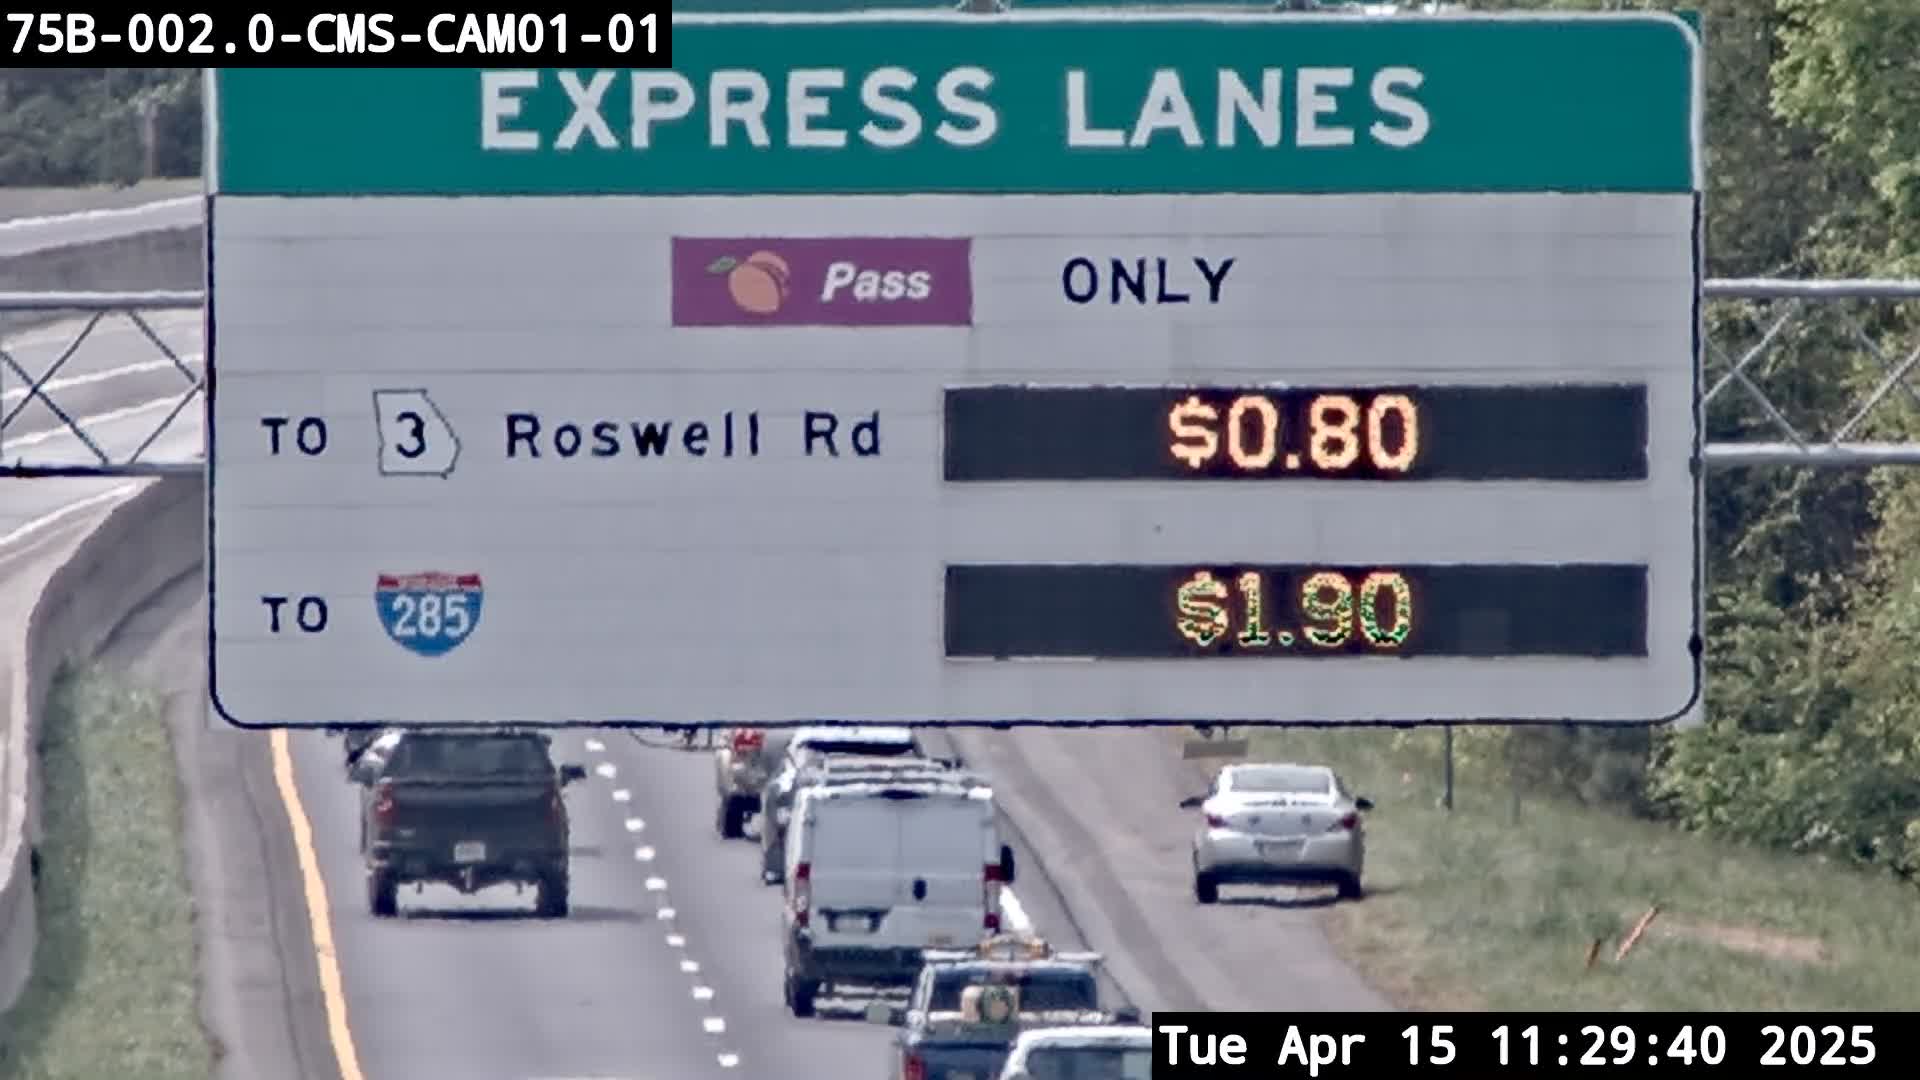 75B-002.0-CMS-CAM01-01
EXPRESS LANES
Pass ONLY
TO 3 Roswell Rd $0.80
TO 285 $1.90
Tue Apr 15 11:29:40 2025